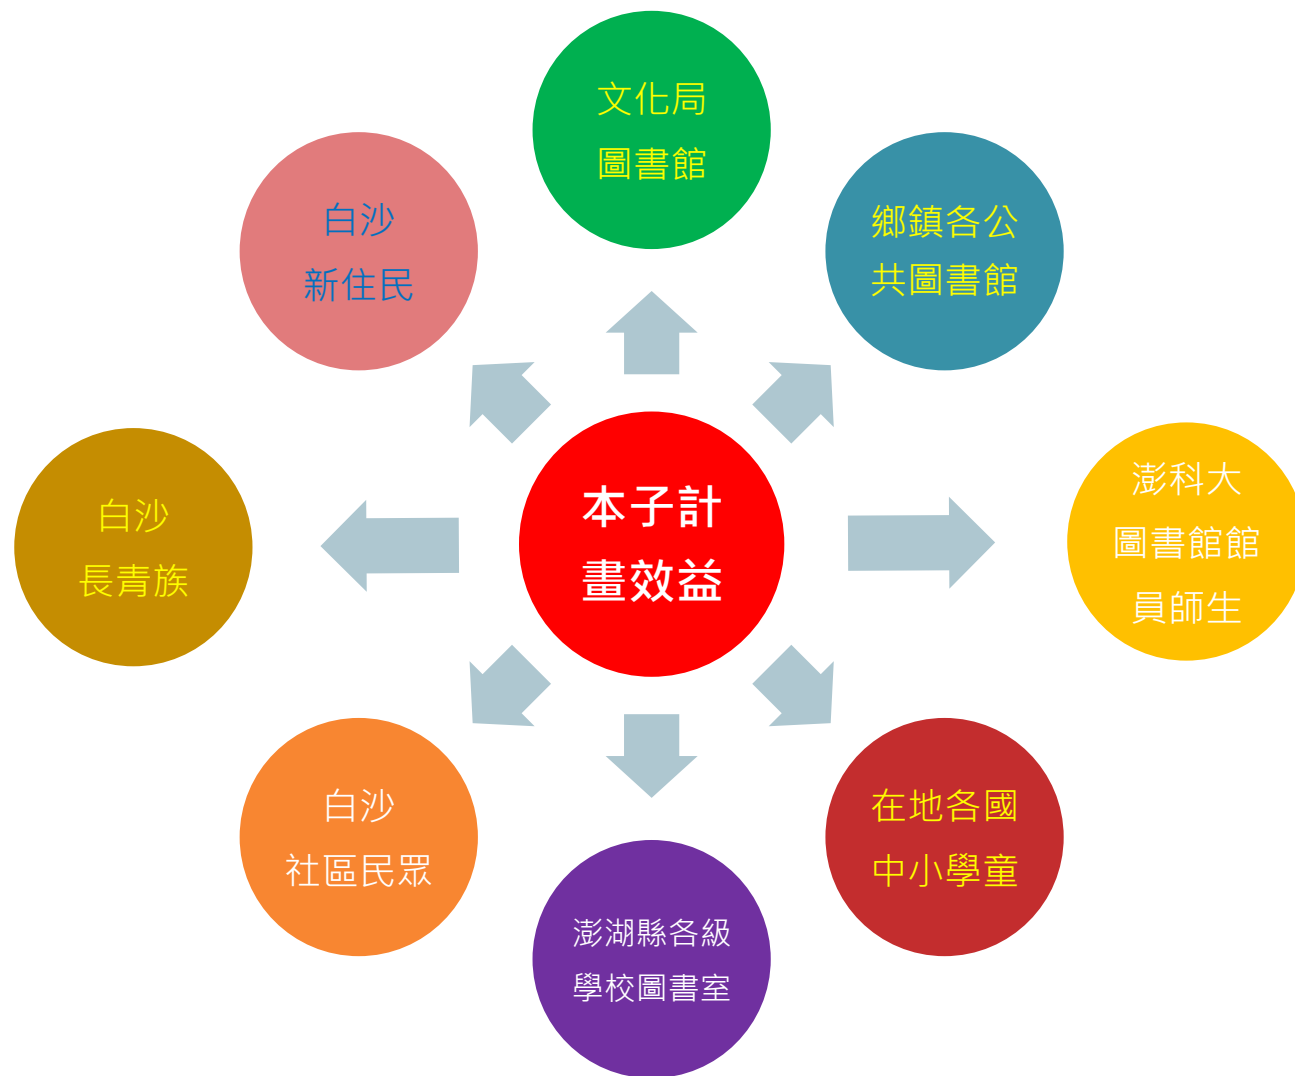 文化局
圖書館
鄉鎮各公
共圖書館
澎科大
圖書館館
員師生
在地各國
中小學童
澎湖縣各級
學校圖書室
白沙
社區民眾
白沙
長青族
白沙
新住民
本子計
畫效益